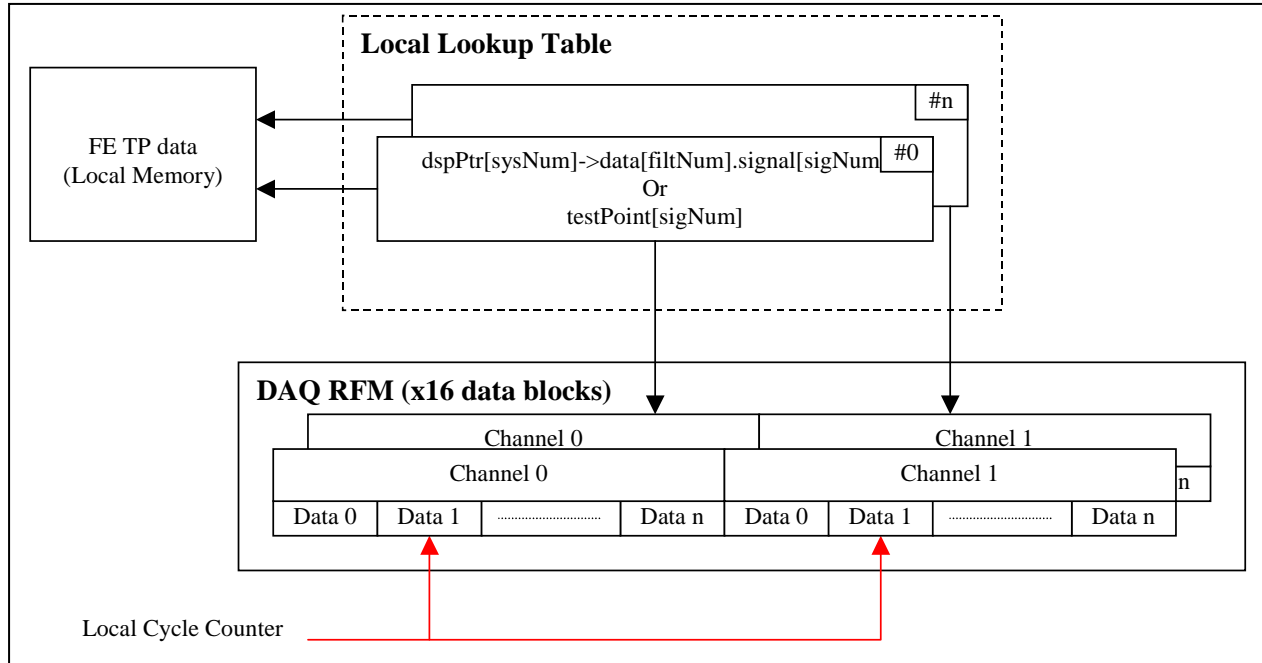 Local Lookup Table
#n
FE TP data
(Local Memory)
#0
dspPtr[sysNum]->data[filtNum].signal[sigNum
Or
testPoint[sigNum]
DAQ RFM (x16 data blocks)
Channel 0
Channel 1
Channel 0
Channel 1
n
Data 0
Data 1
Data n
Data 0
Data 1
Data n
Local Cycle Counter